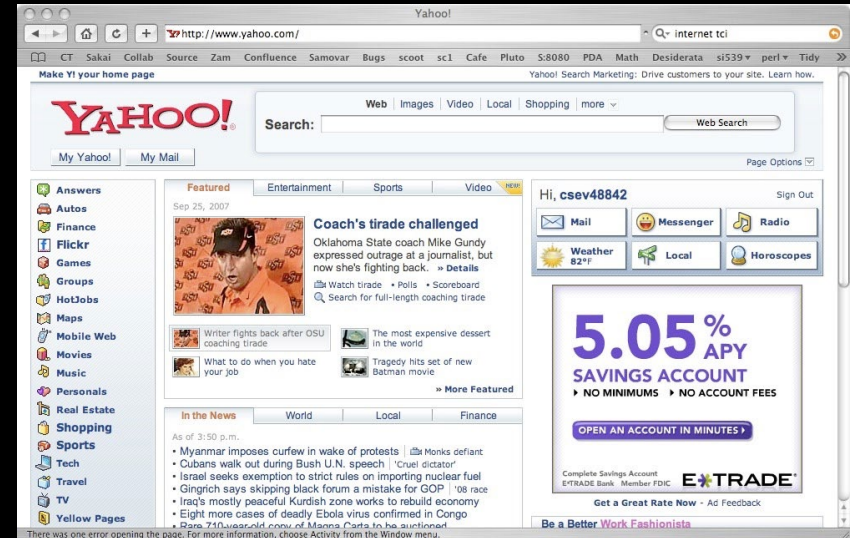 Yahoo!
http://www.yahoo.com/
internet tci
CT Sakai Collab Source Zam Confluence Samovar Bugs scoot sc1 Cafe Pluto S:8080 PDA Math Desiderata si539 perl Tidy
Make Y! your home page
Yahoo! Search Marketing: Drive customers to your site. Learn how.
YAHOO!
Web Images Video Local Shopping more
Search:
Web Search
My Yahoo!
My Mail
Page Options
Answers
Autos
Finance
Flickr
Games
Groups
HotJobs
Maps
Mobile Web
Movies
Music
Personals
Real Estate
Shopping
Sports
Tech
Travel
TV
Yellow Pages
Featured Entertainment Sports Video NEW!
Sep 25, 2007
Coach's tirade challenged
Oklahoma State coach Mike Gundy
expressed outrage at a journalist, but
now she's fighting back. » Details
Watch tirade • Polls • Scoreboard
Search for full-length coaching tirade
Writer fights back after OSU
coaching tirade
The most expensive dessert
in the world
What to do when you hate
your job
Tragedy hits set of new
Batman movie
» More Featured
In the News World Local Finance
As of 3:50 p.m.
• Myanmar imposes curfew in wake of protests Monks defiant
• Cubans walk out during Bush U.N. speech 'Cruel dictator'
• Israel seeks exemption to strict rules on importing nuclear fuel
• Gingrich says skipping black forum a mistake for GOP '08 race
• Iraq's mostly peaceful Kurdish zone works to rebuild economy
• Eight more cases of deadly Ebola virus confirmed in Congo
• Rare 710-year-old copy of Magna Carta to be auctioned
Hi, csev48842
Sign Out
Mail
Messenger
Radio
Weather
82°F
Local
Horoscopes
5.05% APY
SAVINGS ACCOUNT
NO MINIMUMS NO ACCOUNT FEES
OPEN AN ACCOUNT IN MINUTES
Complete Savings Account
E*TRADE Bank Member FDIC
E*TRADE
Get a Great Rate Now - Ad Feedback
Be a Better Work Fashionista
There was one error opening the page. For more information, choose Activity from the Window menu.